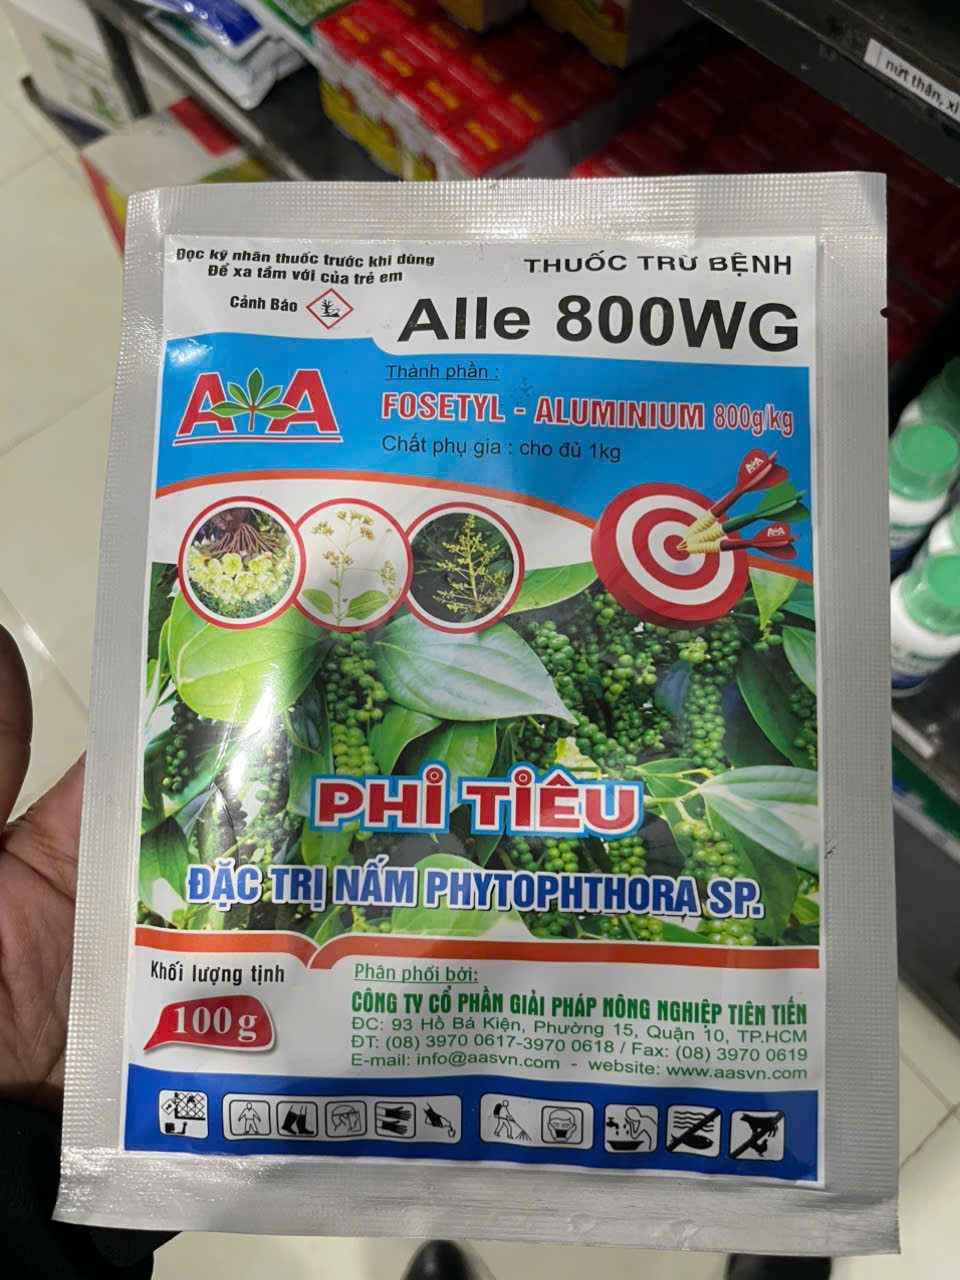 nứt thân, xì
Đọc kỹ nhãn thuốc trước khi dùng
Để xa tầm với của trẻ em
Cảnh Báo
THUỐC TRỪ BỆNH
Alle 800WG
AA
Thành phần :
FOSETYL - ALUMINIUM 800g/kg
Chất phụ gia : cho đủ 1kg
A&A
A&A
PHI TIÊU
ĐẶC TRỊ NẤM PHYTOPHTHORA SP.
Khối lượng tịnh
100g
Phân phối bởi:
CÔNG TY CỔ PHẦN GIẢI PHÁP NÔNG NGHIỆP TIÊN TIẾN
ĐC: 93 Hồ Bá Kiện, Phường 15, Quận 10, TP.HCM
ĐT: (08) 3970 0617-3970 0618 / Fax: (08) 3970 0619
E-mail: info@aasvn.com - website: www.aasvn.com